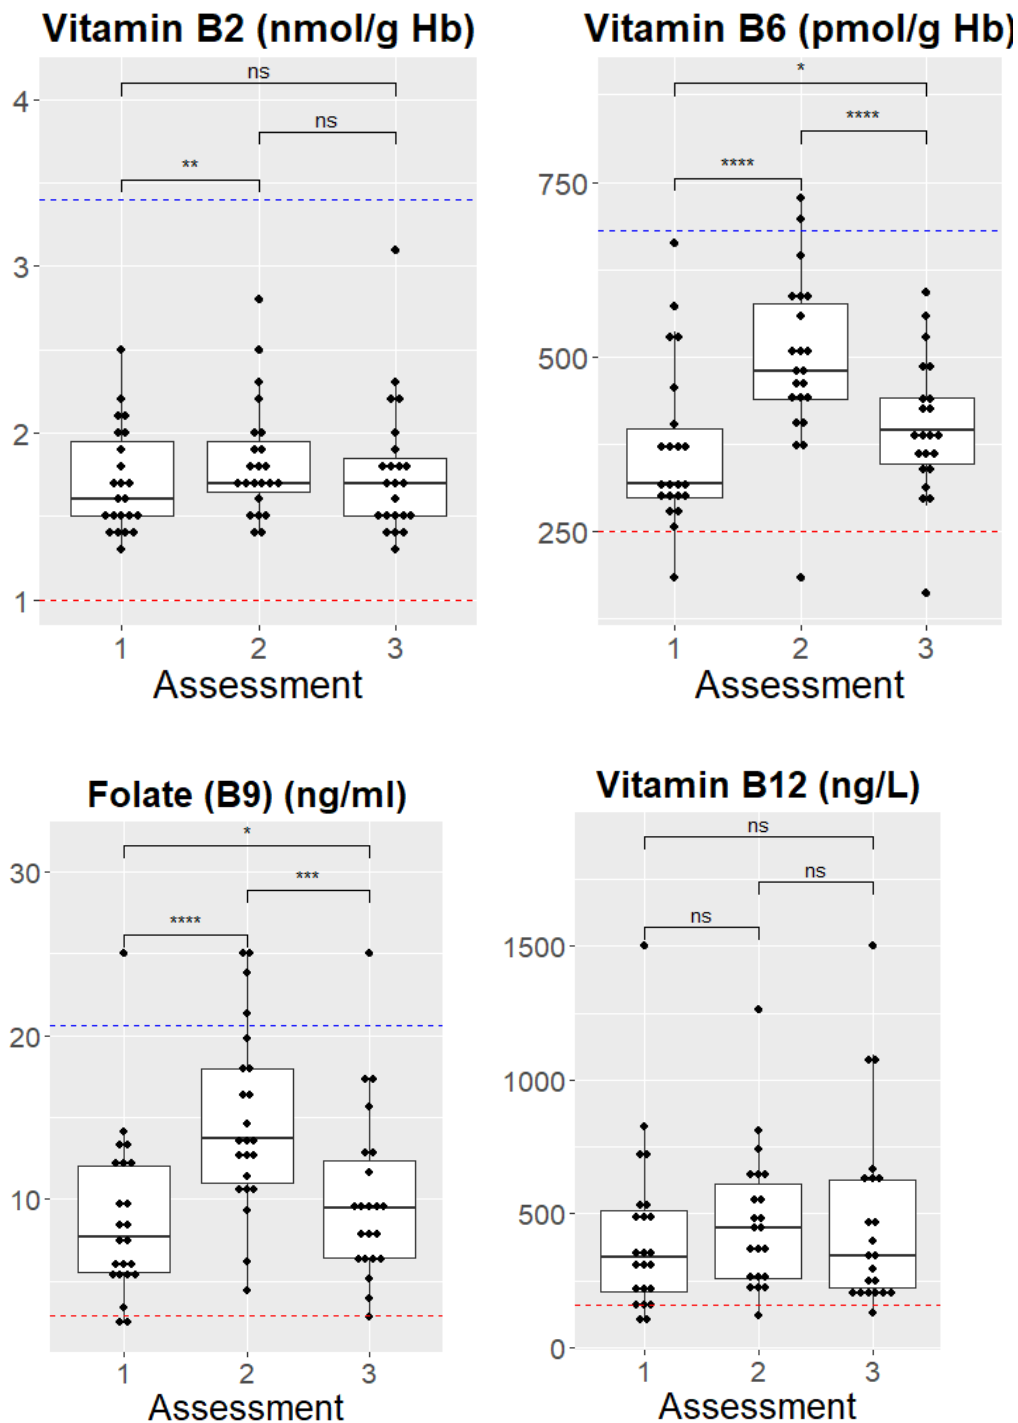 Vitamin B2 (nmol/g Hb)
ns
4
ns
**
3
2
1
1 2 3
Assessment
Vitamin B6 (pmol/g Hb)
*
****
****
750
500
250
1 2 3
Assessment
Folate (B9) (ng/ml)
*
30
***
****
20
10
1 2 3
Assessment
Vitamin B12 (ng/L)
ns
ns
ns
1500
1000
500
0
1 2 3
Assessment